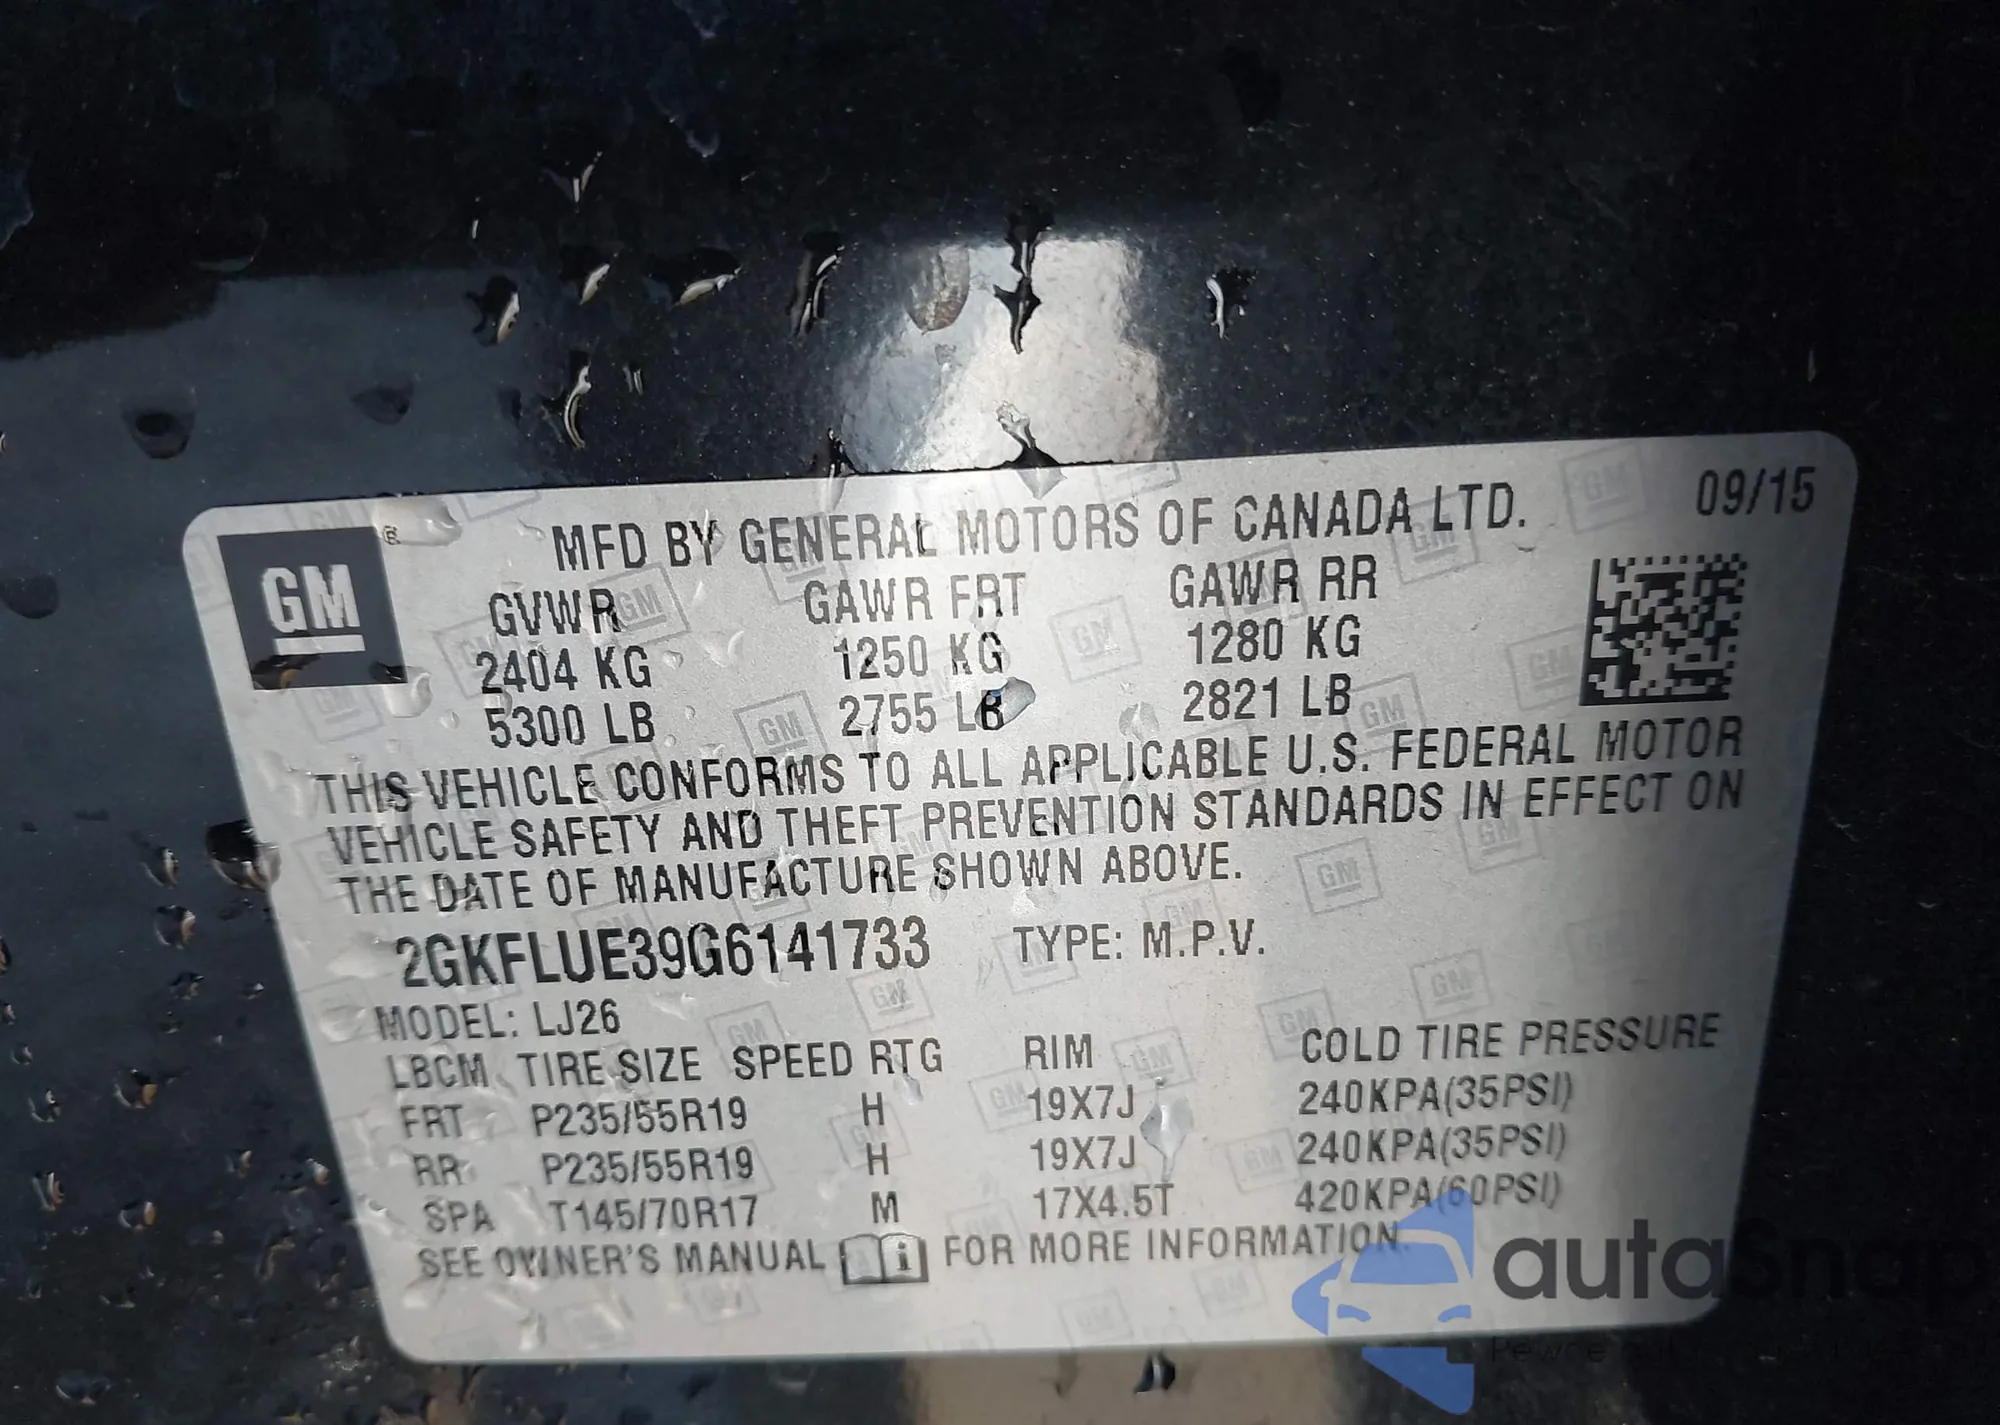 09/15
GM ®
MFD BY GENERAL MOTORS OF CANADA LTD.
GVWR GAWR FRT GAWR RR
2404 KG 1250 KG 1280 KG
5300 LB 2755 LB 2821 LB
THIS VEHICLE CONFORMS TO ALL APPLICABLE U.S. FEDERAL MOTOR
VEHICLE SAFETY AND THEFT PREVENTION STANDARDS IN EFFECT ON
THE DATE OF MANUFACTURE SHOWN ABOVE.
2GKFLUE39G6141733 TYPE: M.P.V.
MODEL: LJ26
LBCM TIRE SIZE SPEED RTG RIM COLD TIRE PRESSURE
FRT P235/55R19 H 19X7J 240KPA(35PSI)
RR P235/55R19 H 19X7J 240KPA(35PSI)
SPA T145/70R17 M 17X4.5T 420KPA(60PSI)
SEE OWNER'S MANUAL i FOR MORE INFORMATION.
autaSnap
Pewne auta